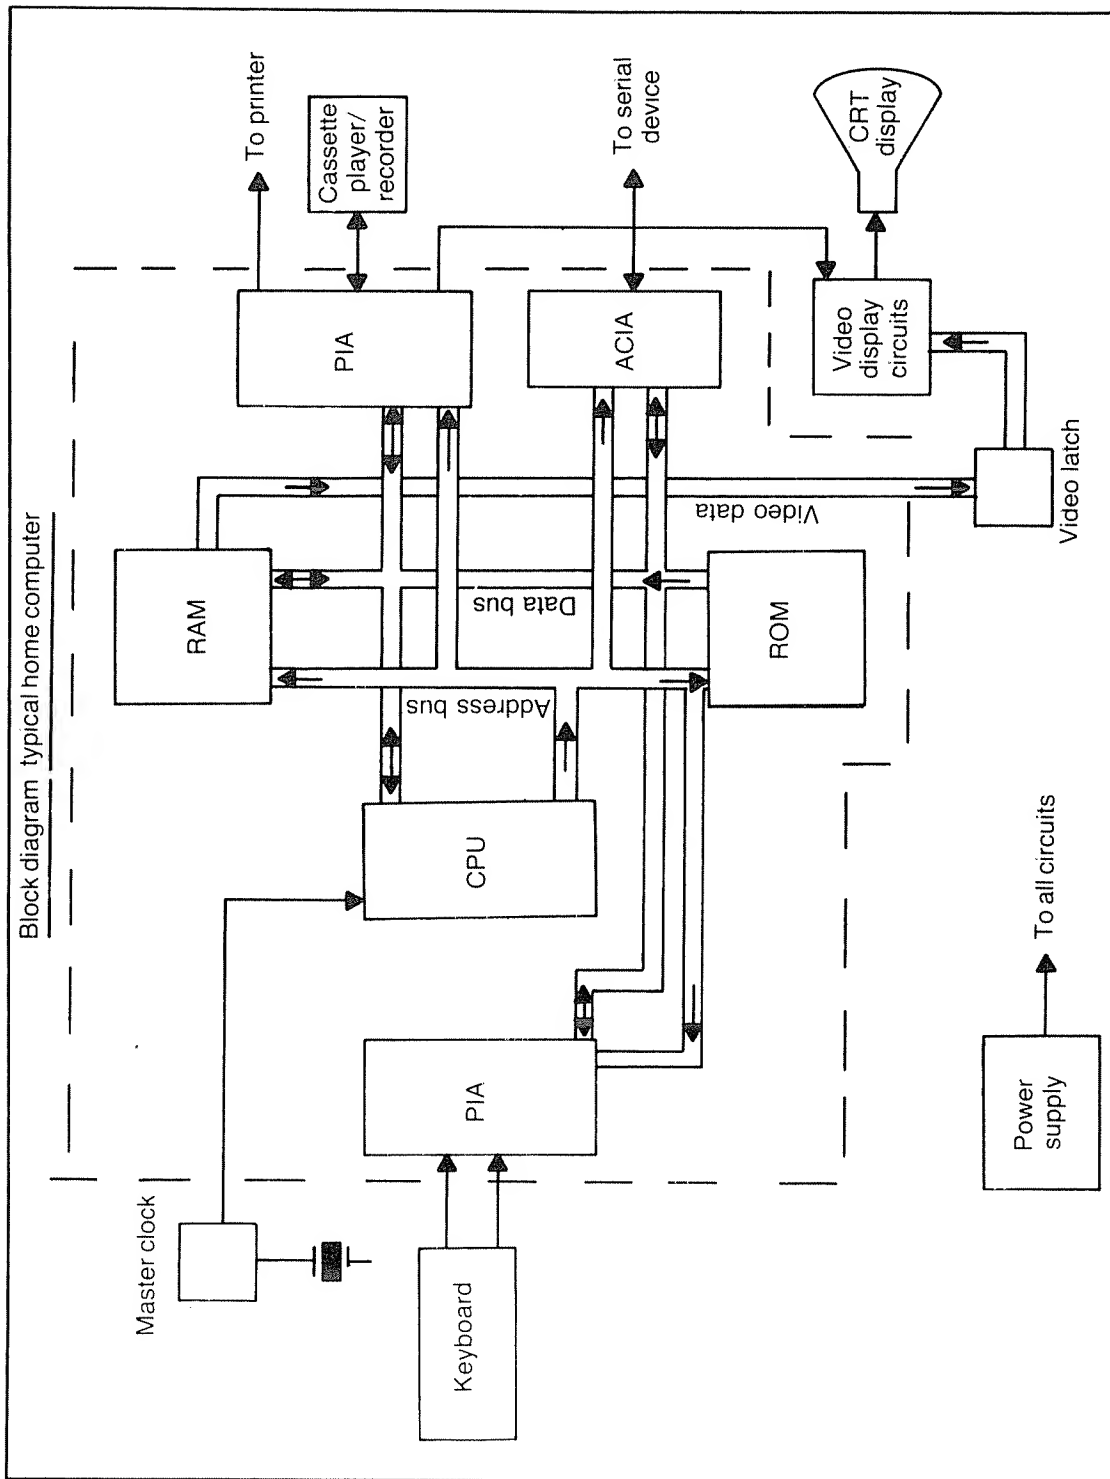 Block diagram typical home computer
Master clock
Keyboard
PIA
CPU
RAM
ROM
Address bus
Data bus
Video data
PIA
ACIA
To printer
Cassette
player/
recorder
To serial
device
Video
display
circuits
CRT
display
Video latch
Power
supply
To all circuits